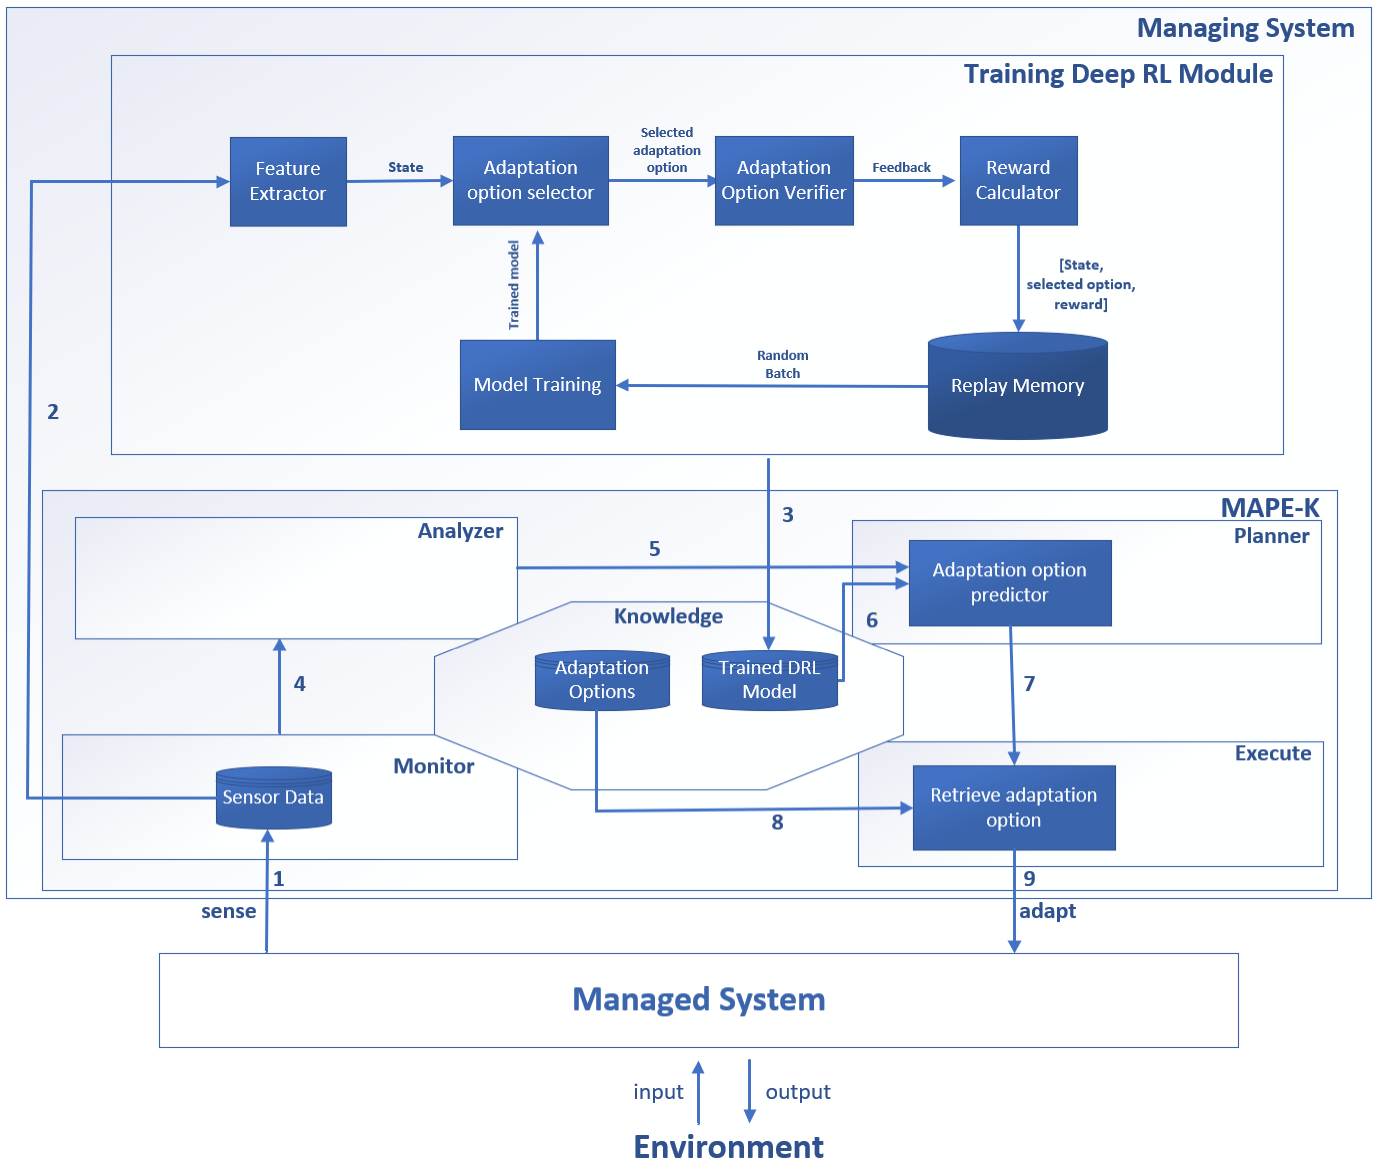 Managing System
Training Deep RL Module
Feature
Extractor
State
Adaptation
option selector
Selected
adaptation
option
Adaptation
Option Verifier
Feedback
Reward
Calculator
[State,
selected option,
reward]
Trained model
Model Training
Random
Batch
Replay Memory
2
3
MAPE-K
Analyzer
5
Planner
Adaptation option
predictor
6
Knowledge
Adaptation
Options
Trained DRL
Model
4
7
Monitor
Sensor Data
Execute
Retrieve adaptation
option
8
1
9
sense
adapt
Managed System
input
output
Environment